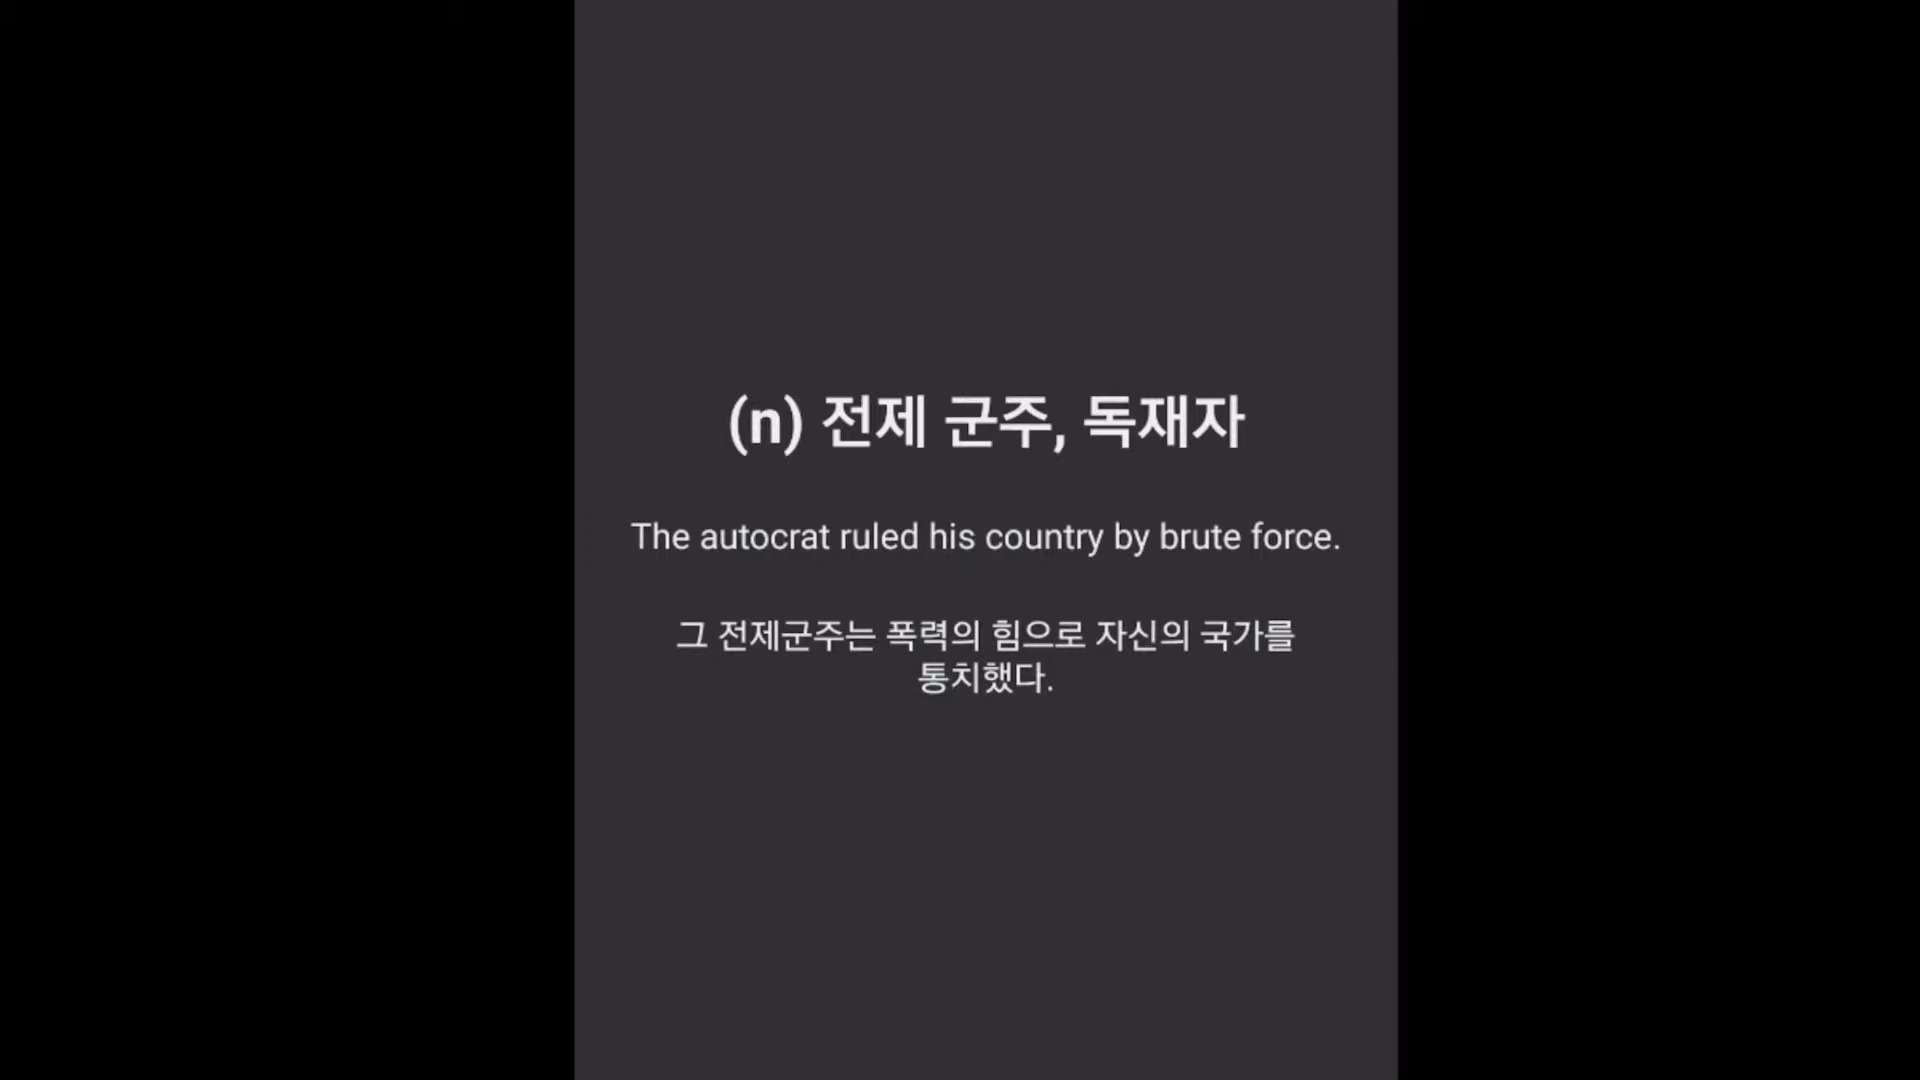 (n) 전제 군주, 독재자
The autocrat ruled his country by brute force.
그 전제군주는 폭력의 힘으로 자신의 국가를
통치했다.